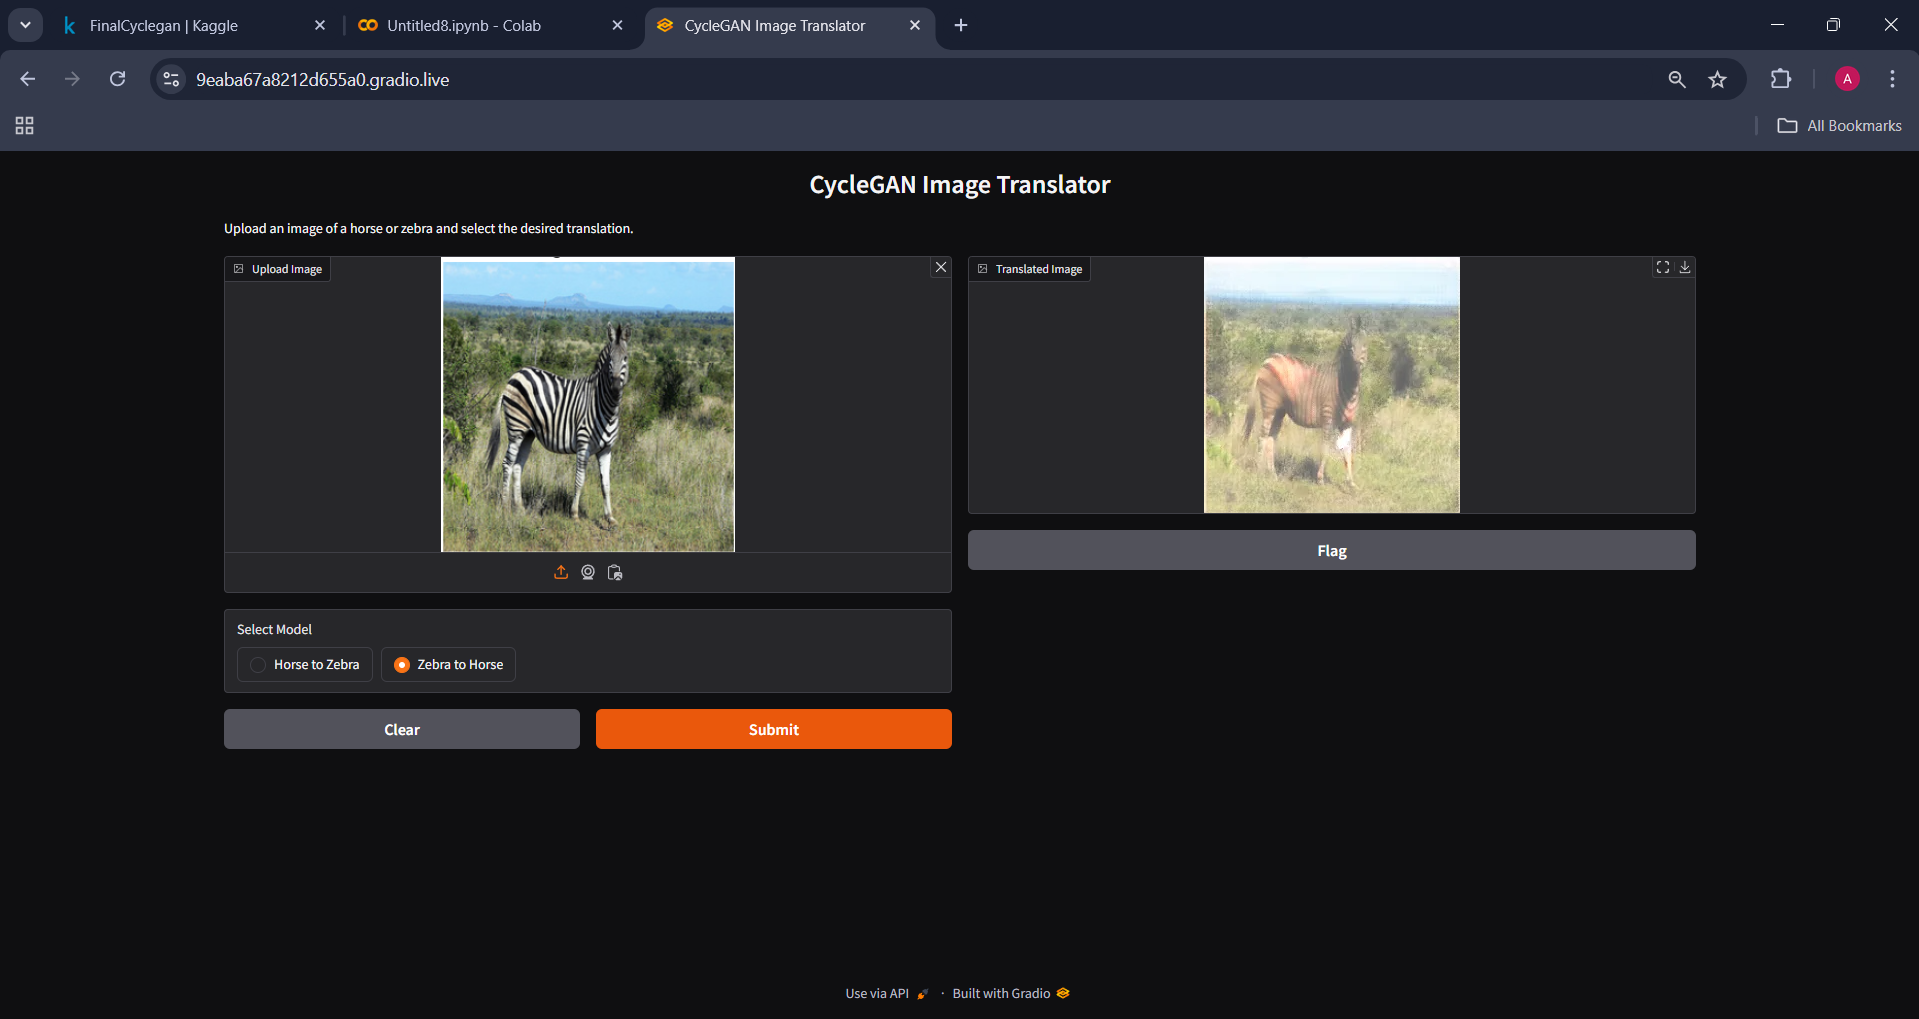 FinalCyclegan | Kaggle
Untitled8.ipynb - Colab
CycleGAN Image Translator
9eaba67a8212d655a0.gradio.live
A
All Bookmarks
CycleGAN Image Translator
Upload an image of a horse or zebra and select the desired translation.
Upload Image
Translated Image
Flag
Select Model
Horse to Zebra
Zebra to Horse
Clear
Submit
Use via API · Built with Gradio